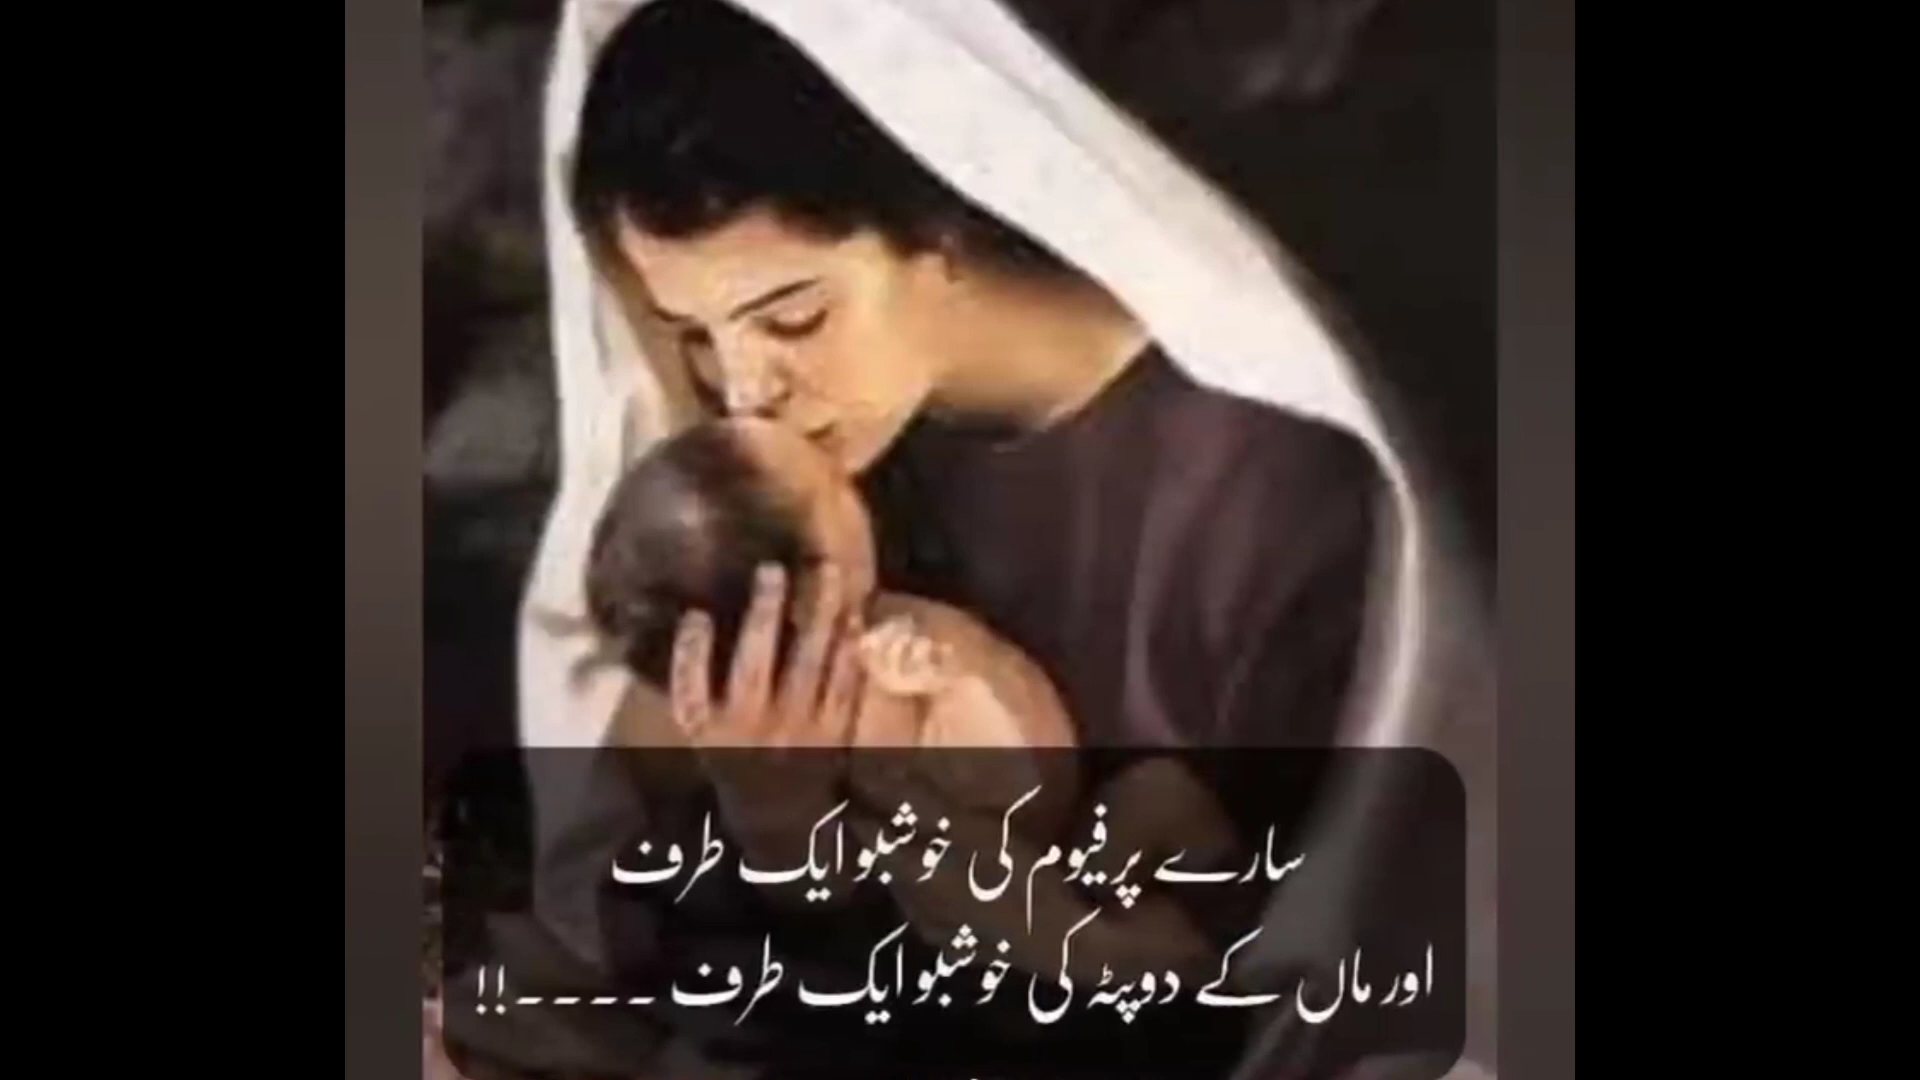 سارے پرفیوم کی خوشبو ایک طرف
اور ماں کے دوپٹہ کی خوشبو ایک طرف ----!!